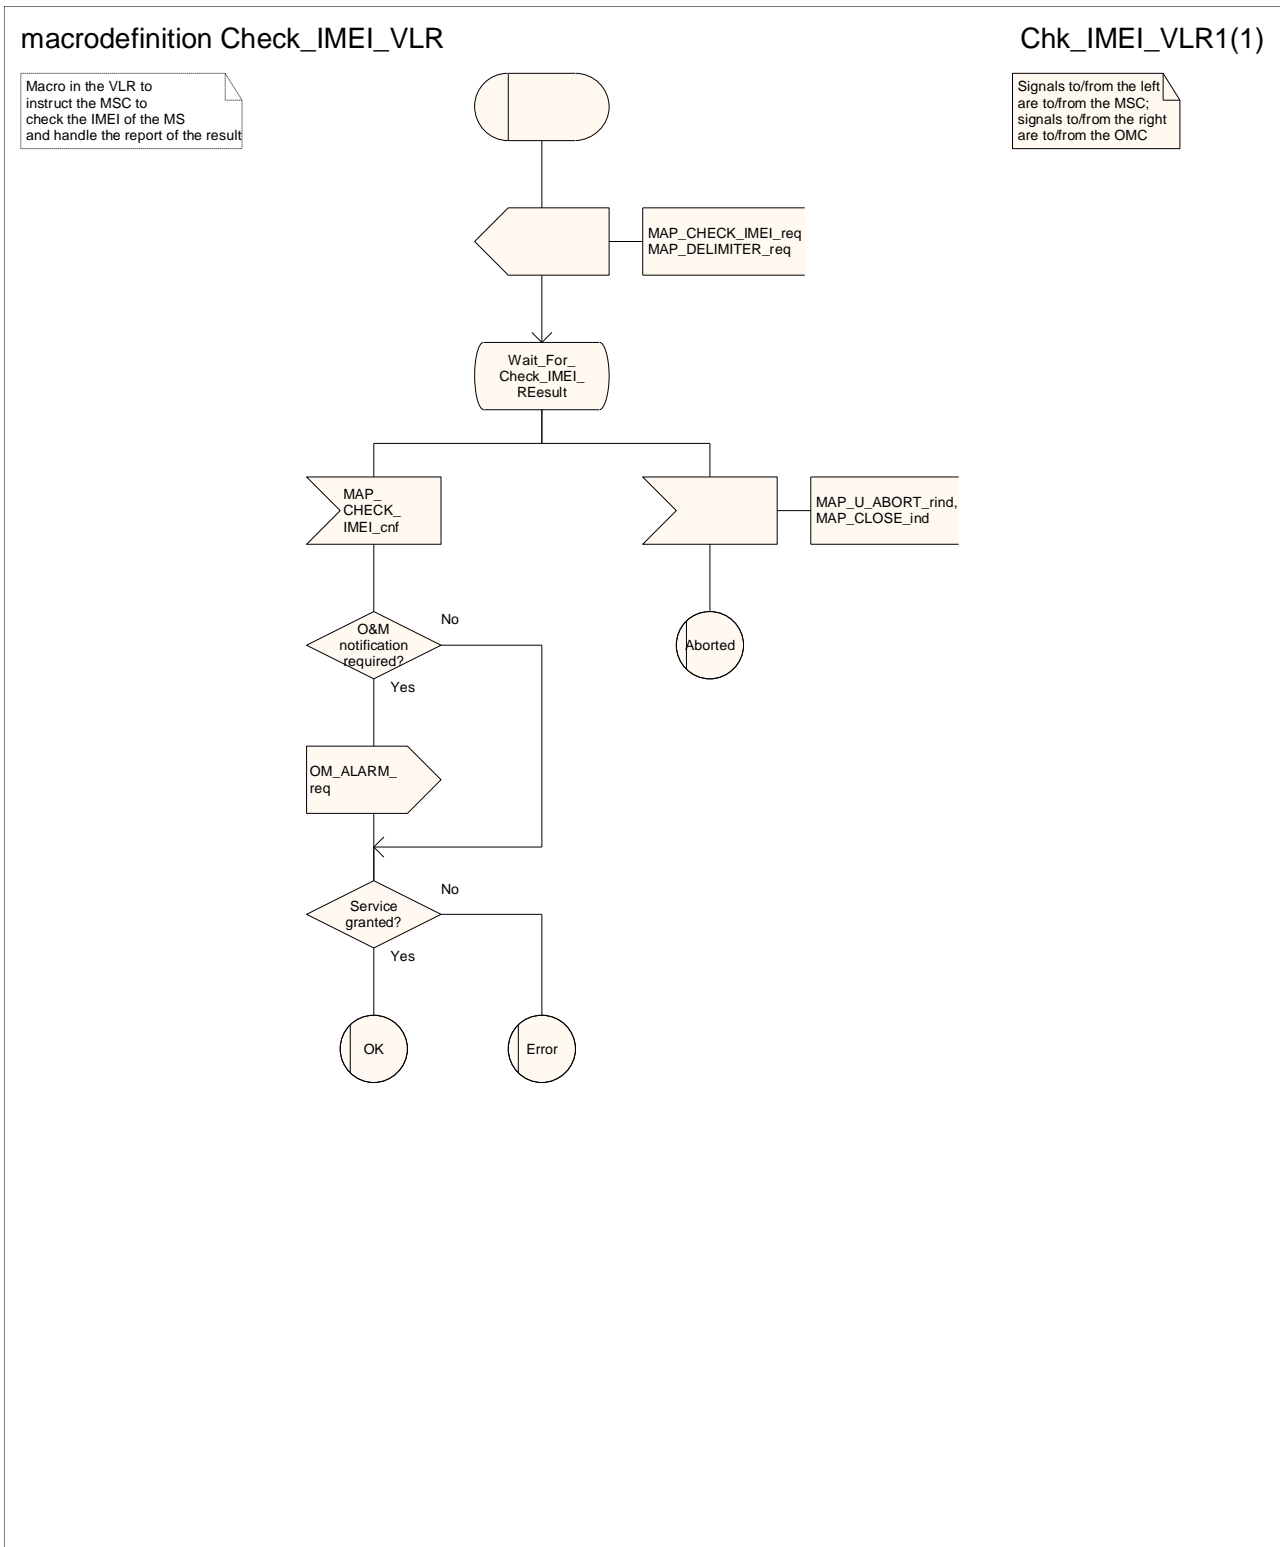 macrodefinition Check_IMEI_VLR
Chk_IMEI_VLR1(1)
Macro in the VLR to
instruct the MSC to
check the IMEI of the MS
and handle the report of the result
Signals to/from the left
are to/from the MSC;
signals to/from the right
are to/from the OMC
MAP_CHECK_IMEI_req
MAP_DELIMITER_req
Wait_For_
Check_IMEI_
REesult
MAP_
CHECK_
IMEI_cnf
MAP_U_ABORT_rind,
MAP_CLOSE_ind
O&M
notification
required?
No
Yes
Aborted
OM_ALARM_
req
Service
granted?
No
Yes
OK
Error